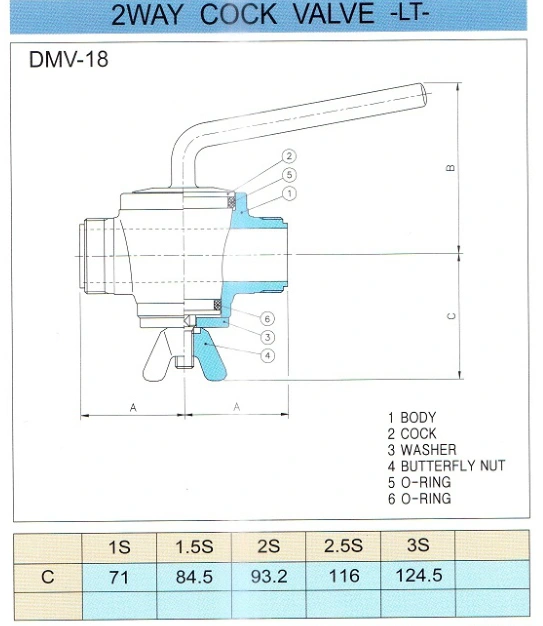 2WAY COCK VALVE -LT-
DMV-18
2
5
1
B
6
3
4
C
A
A
1 BODY
2 COCK
3 WASHER
4 BUTTERFLY NUT
5 O-RING
6 O-RING
1S 1.5S 2S 2.5S 3S
C 71 84.5 93.2 116 124.5